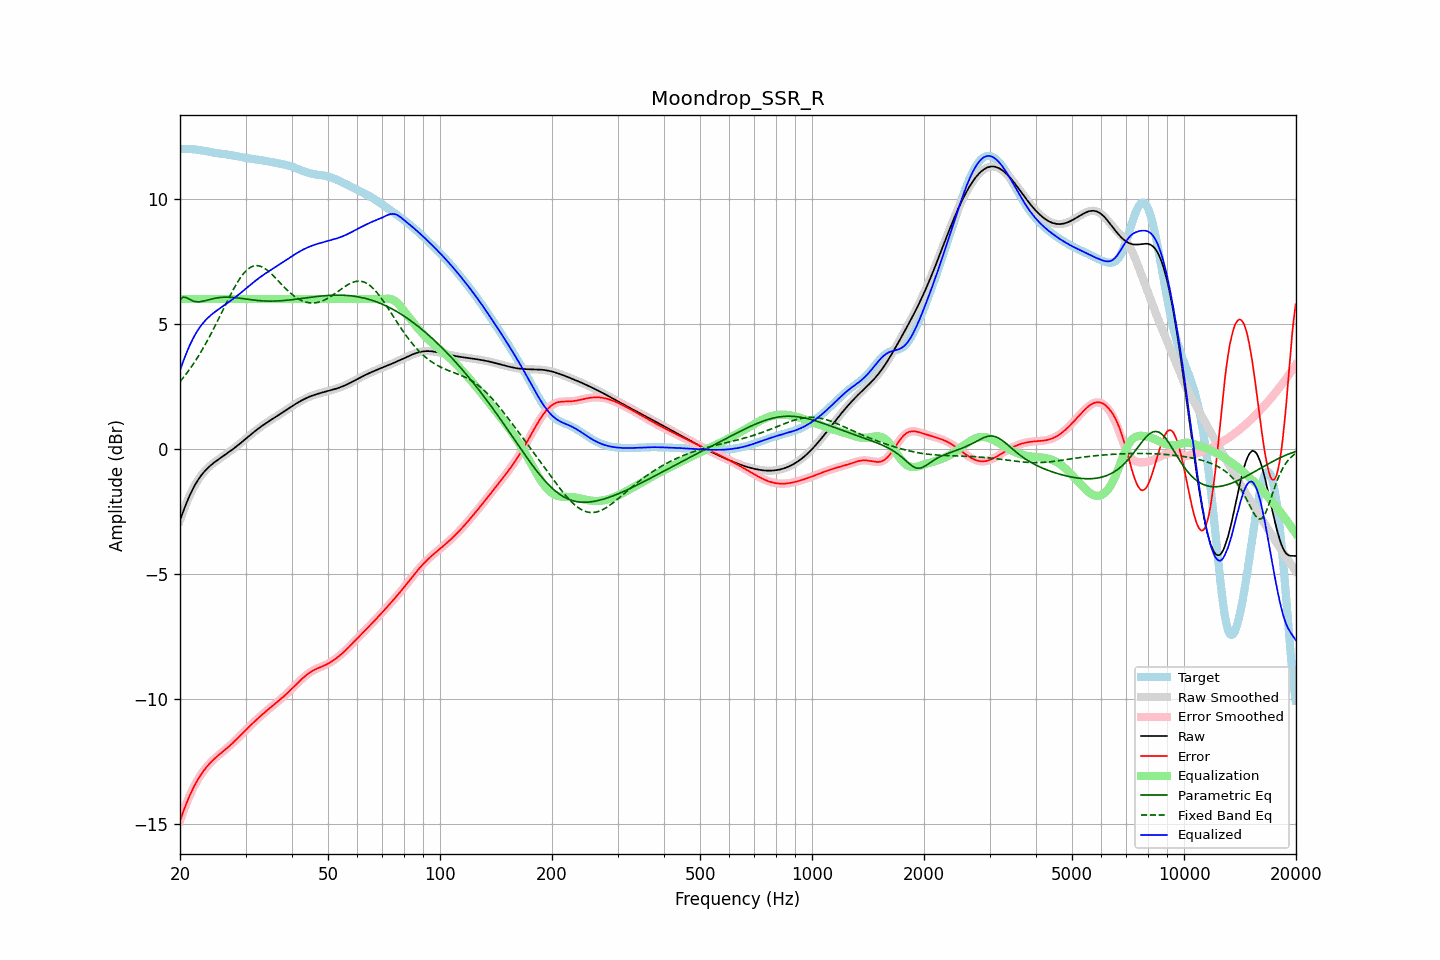 Moondrop_SSR_R
Amplitude (dBr)
10
5
0
−5
−10
−15
20
50
100
200
500
1000
2000
5000
10000
20000
Frequency (Hz)
Target
Raw Smoothed
Error Smoothed
Raw
Error
Equalization
Parametric Eq
Fixed Band Eq
Equalized